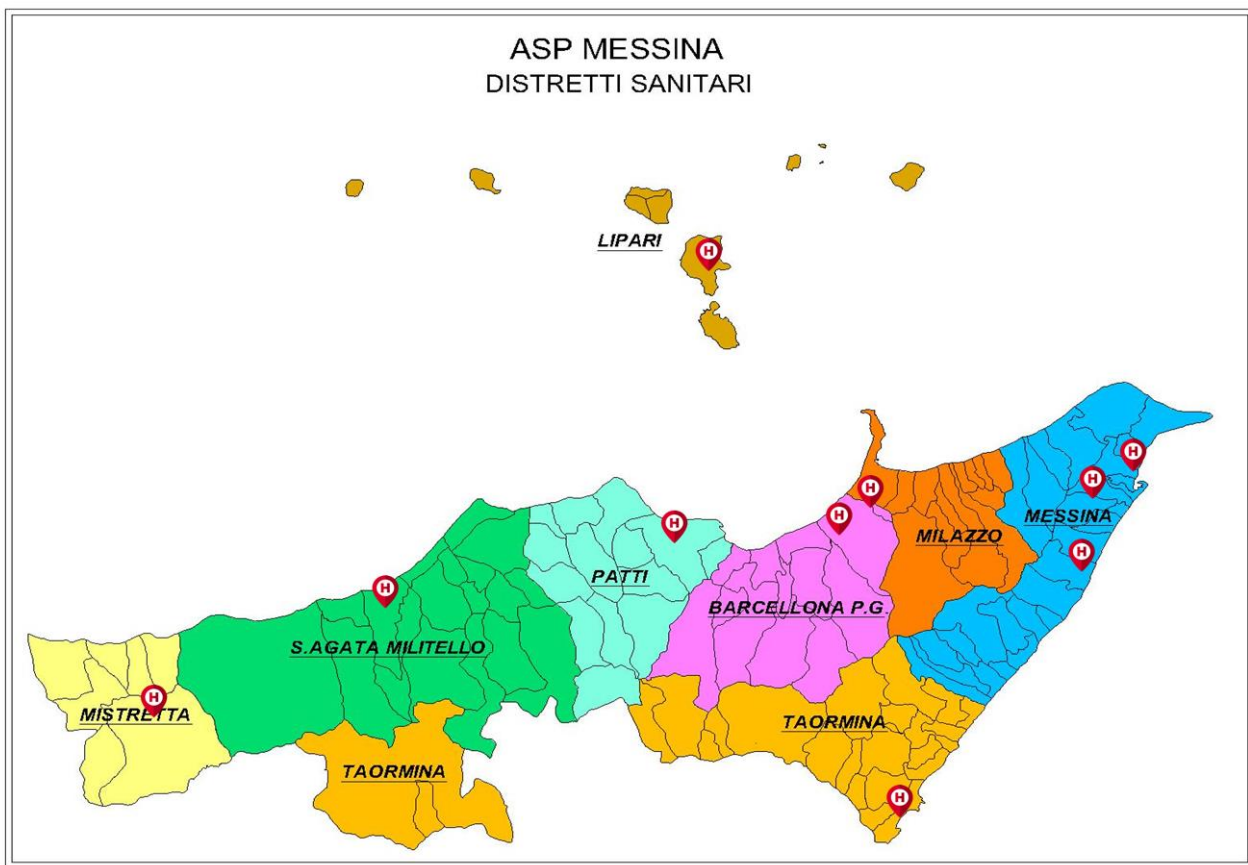 ASP MESSINA
DISTRETTI SANITARI
LIPARI
H
H
H
H
MESSINA
H
H
MILAZZO
H
PATTI
H
BARCELLONA P.G.
H
S.AGATA MILITELLO
H
MISTRETTA
TAORMINA
TAORMINA
H